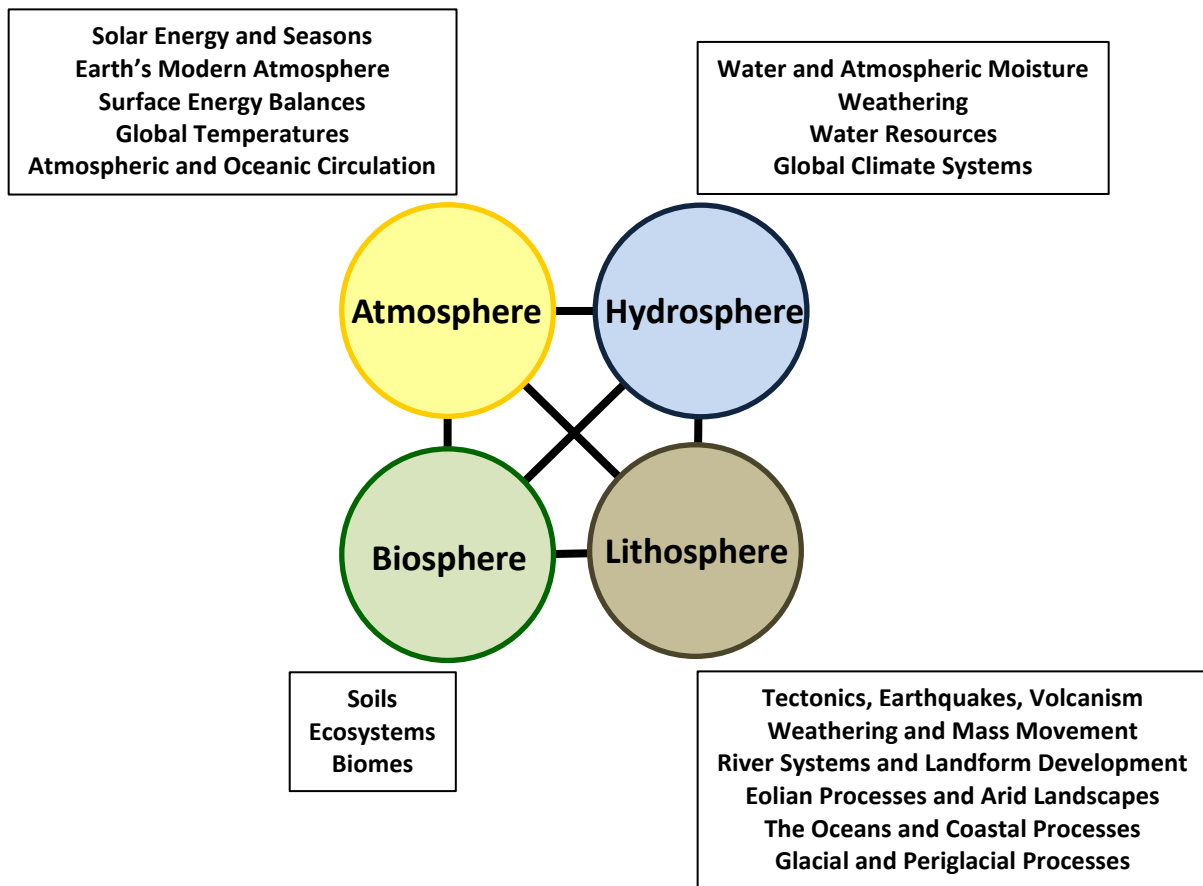 Solar Energy and Seasons
Earth's Modern Atmosphere
Surface Energy Balances
Global Temperatures
Atmospheric and Oceanic Circulation
Water and Atmospheric Moisture
Weathering
Water Resources
Global Climate Systems
Atmosphere
Hydrosphere
Biosphere
Lithosphere
Soils
Ecosystems
Biomes
Tectonics, Earthquakes, Volcanism
Weathering and Mass Movement
River Systems and Landform Development
Eolian Processes and Arid Landscapes
The Oceans and Coastal Processes
Glacial and Periglacial Processes